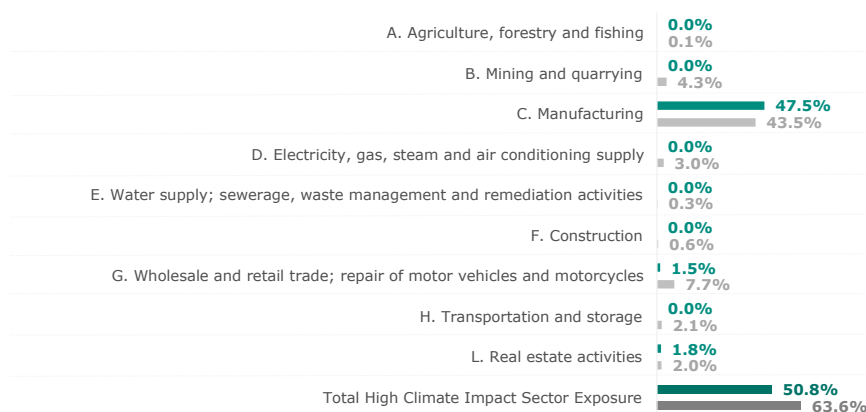 A. Agriculture, forestry and fishing
0.0%
0.1%
B. Mining and quarrying
0.0%
4.3%
C. Manufacturing
47.5%
43.5%
D. Electricity, gas, steam and air conditioning supply
0.0%
3.0%
E. Water supply; sewerage, waste management and remediation activities
0.0%
0.3%
F. Construction
0.0%
0.6%
G. Wholesale and retail trade; repair of motor vehicles and motorcycles
1.5%
7.7%
H. Transportation and storage
0.0%
2.1%
L. Real estate activities
1.8%
2.0%
Total High Climate Impact Sector Exposure
50.8%
63.6%